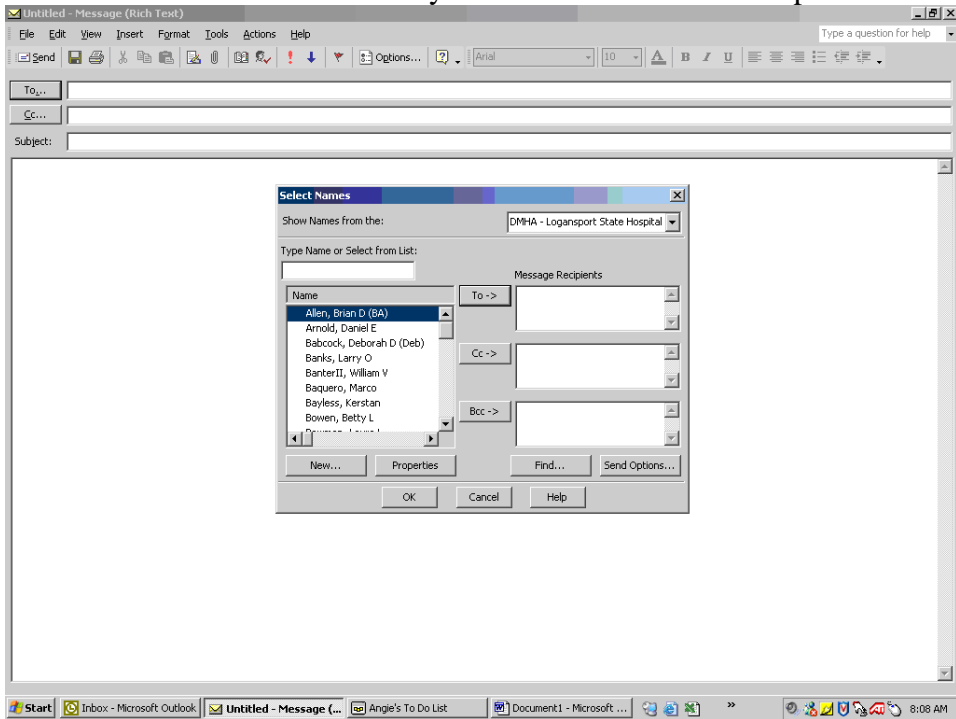 Untitled - Message (Rich Text)
File Edit View Insert Format Tools Actions Help Type a question for help
Send Options... Arial 10 A B I U
To...
Cc...
Subject:
Select Names
Show Names from the: DMHA - Logansport State Hospital
Type Name or Select from List:
Message Recipients
Name
To ->
Allen, Brian D (BA)
Arnold, Daniel E
Babcock, Deborah D (Deb)
Banks, Larry O
Cc ->
BanterII, William V
Baquero, Marco
Bayless, Kerstan
Bowen, Betty L
Bcc ->
New... Properties Find... Send Options...
OK Cancel Help
Start Inbox - Microsoft Outlook Untitled - Message (... Angie's To Do List Document1 - Microsoft ... » 8:08 AM